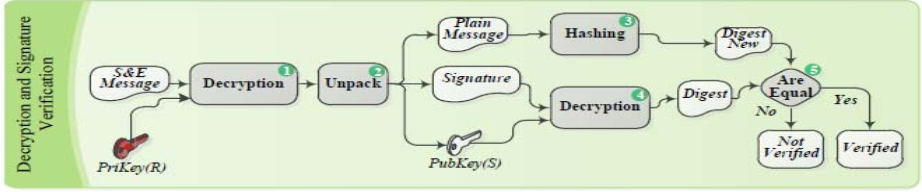 Decryption and Signature
Verification
S&E
Message
PriKey(R)
Decryption
1
Unpack
2
Plain
Message
Signature
PubKey(S)
Hashing
3
Decryption
4
Digest
New
Digest
Are
Equal
5
No
Yes
Not
Verified
Verified